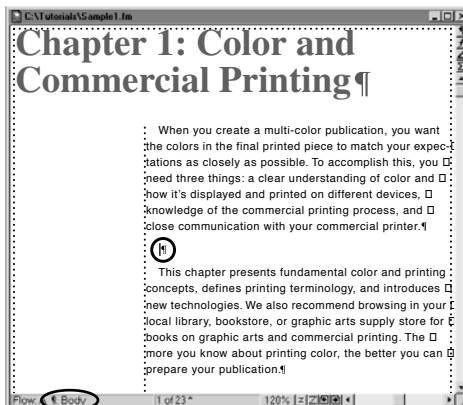 C:\Tutorials\Sample1.fm
Chapter 1: Color and
Commercial Printing¶
When you create a multi-color publication, you want
the colors in the final printed piece to match your expec-
tations as closely as possible. To accomplish this, you
need three things: a clear understanding of color and
how it's displayed and printed on different devices,
knowledge of the commercial printing process, and
close communication with your commercial printer.¶
¶
This chapter presents fundamental color and printing
concepts, defines printing terminology, and introduces
new technologies. We also recommend browsing in your
local library, bookstore, or graphic arts supply store for
books on graphic arts and commercial printing. The
more you know about printing color, the better you can
prepare your publication.¶
Flow: ¶: Body 1 of 23 * 120% z Z